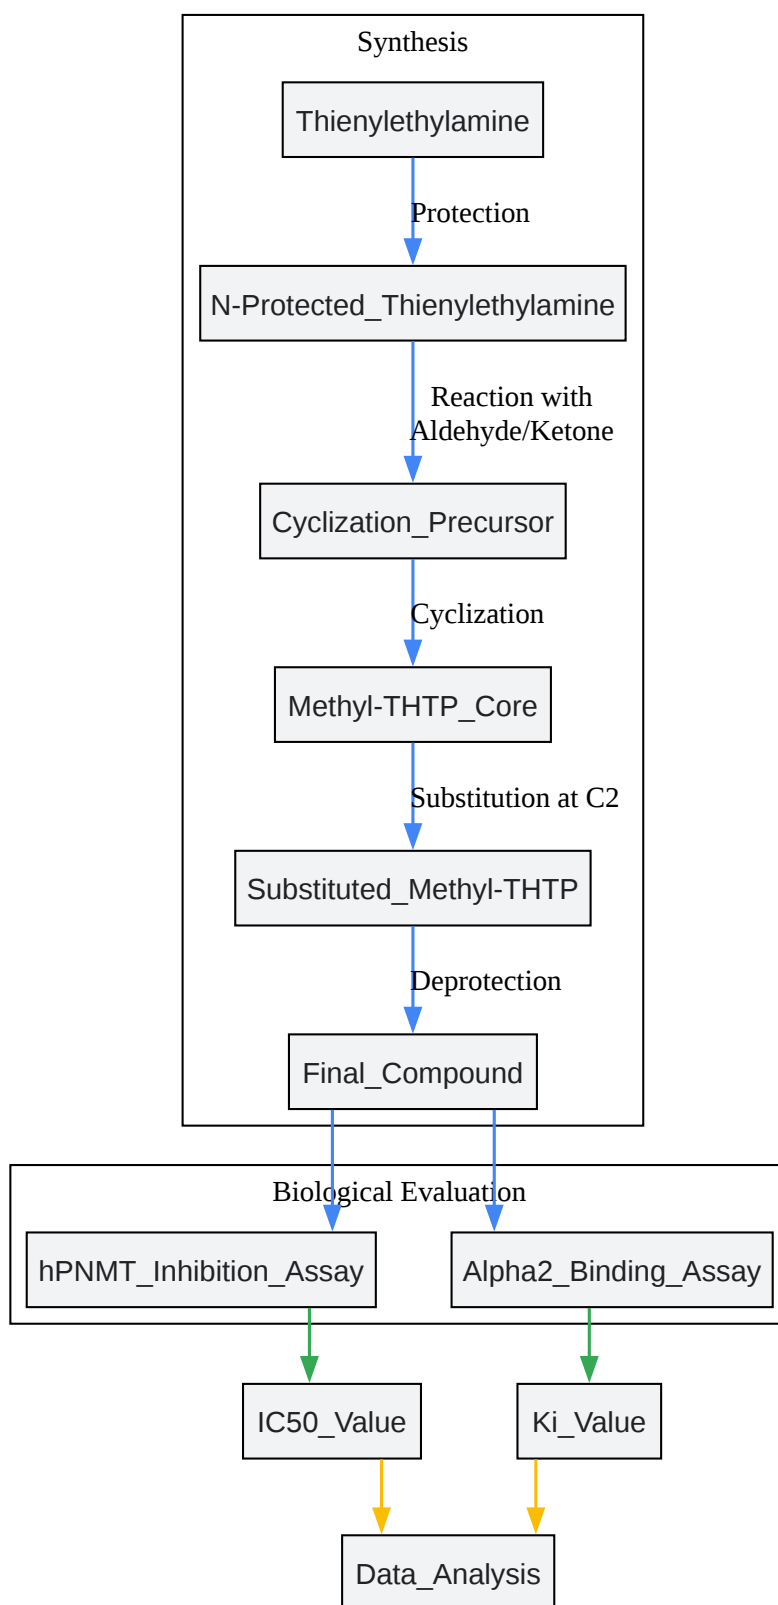 Synthesis
Thienylethylamine
Protection
N-Protected_Thienylethylamine
Reaction with
Aldehyde/Ketone
Cyclization_Precursor
Cyclization
Methyl-THTP_Core
Substitution at C2
Substituted_Methyl-THTP
Deprotection
Final_Compound
Biological Evaluation
hPNMT_Inhibition_Assay
Alpha2_Binding_Assay
IC50_Value
Ki_Value
Data_Analysis